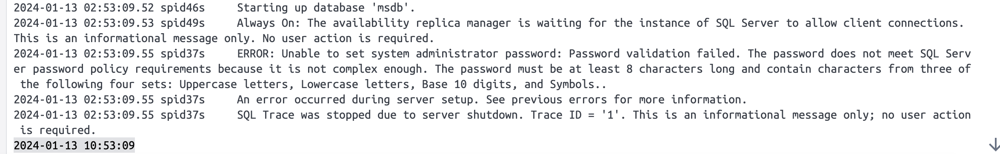 2024-01-13 02:53:09.52 spid46s     Starting up database 'msdb'.
2024-01-13 02:53:09.53 spid49s     Always On: The availability replica manager is waiting for the instance of SQL Server to allow client connections.
This is an informational message only. No user action is required.
2024-01-13 02:53:09.55 spid37s     ERROR: Unable to set system administrator password: Password validation failed. The password does not meet SQL Serv
er password policy requirements because it is not complex enough. The password must be at least 8 characters long and contain characters from three of
 the following four sets: Uppercase letters, Lowercase letters, Base 10 digits, and Symbols..
2024-01-13 02:53:09.55 spid37s     An error occurred during server setup. See previous errors for more information.
2024-01-13 02:53:09.55 spid37s     SQL Trace was stopped due to server shutdown. Trace ID = '1'. This is an informational message only; no user action
 is required.
2024-01-13 10:53:09